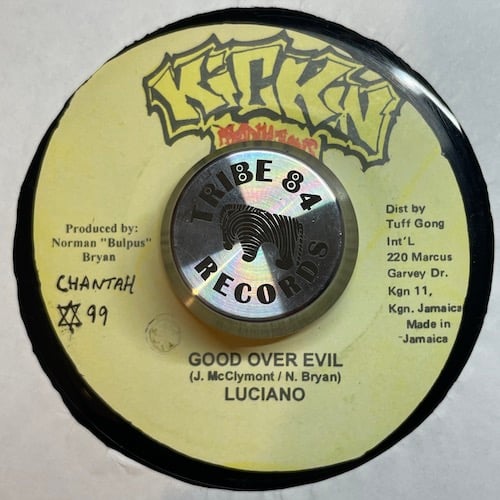 KICKIN
PRODUCTIONS
TRIBE 84
RECORDS
Produced by:
Norman "Bulpus"
Bryan
CHANTAH
99
Dist by
Tuff Gong
Int'L
220 Marcus
Garvey Dr.
Kgn 11,
Kgn. Jamaica
Made in
Jamaica
GOOD OVER EVIL
(J. McClymont / N. Bryan)
LUCIANO